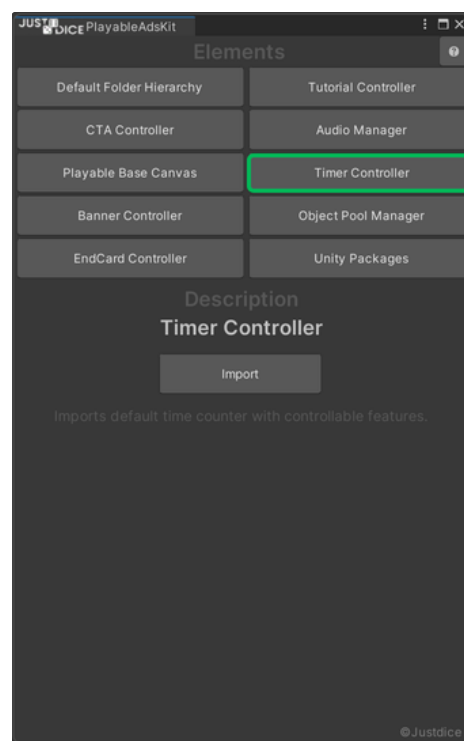 JUST DICE PlayableAdsKit
Elements
?
Default Folder Hierarchy
Tutorial Controller
CTA Controller
Audio Manager
Playable Base Canvas
Timer Controller
Banner Controller
Object Pool Manager
EndCard Controller
Unity Packages
Description
Timer Controller
Import
Imports default time counter with controllable features.
©Justdice